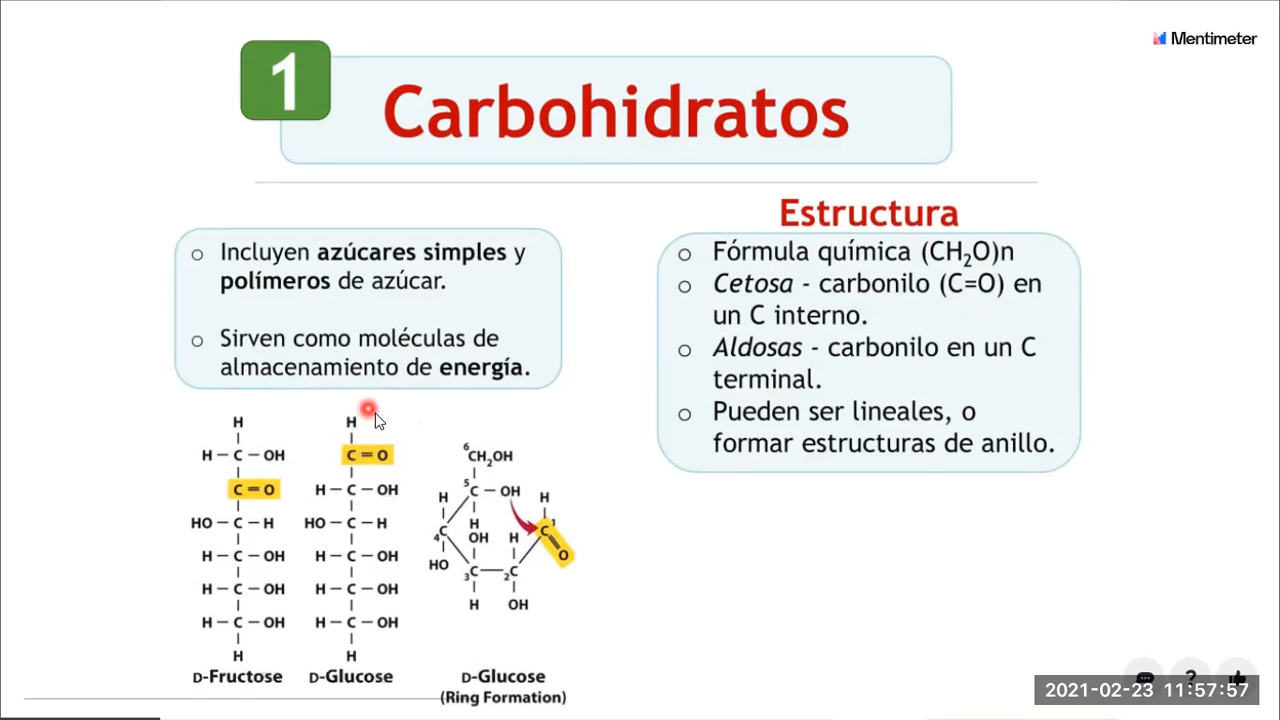 Mentimeter
1
Carbohidratos
Estructura
○ Incluyen azúcares simples y
polímeros de azúcar.
○ Sirven como moléculas de
almacenamiento de energía.
○ Fórmula química (CH₂O)n
○ Cetosa - carbonilo (C=O) en
un C interno.
○ Aldosas - carbonilo en un C
terminal.
○ Pueden ser lineales, o
formar estructuras de anillo.
H
H — C — OH
C = O
HO — C — H
H — C — OH
H — C — OH
H — C — OH
H
D-Fructose
H
C = O
H — C — OH
HO — C — H
H — C — OH
H — C — OH
H — C — OH
H
D-Glucose
⁶CH₂OH
⁵C — OH
H
H
H
OH
H
C¹
⁴C
O
HO
³C — ²C
H
OH
D-Glucose
(Ring Formation)
?
2021-02-23 11:57:57